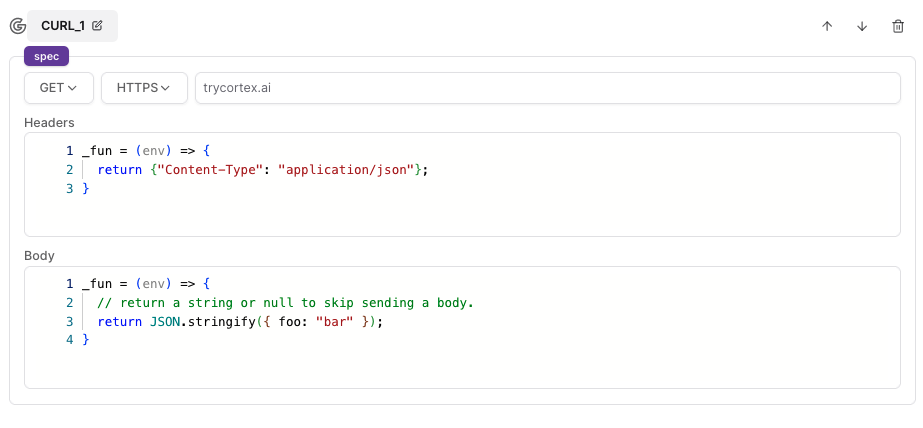 CURL_1
spec
GET HTTPS trycortex.ai
Headers
1 _fun = (env) => {
2   return {"Content-Type": "application/json"};
3 }
Body
1 _fun = (env) => {
2   // return a string or null to skip sending a body.
3   return JSON.stringify({ foo: "bar" });
4 }